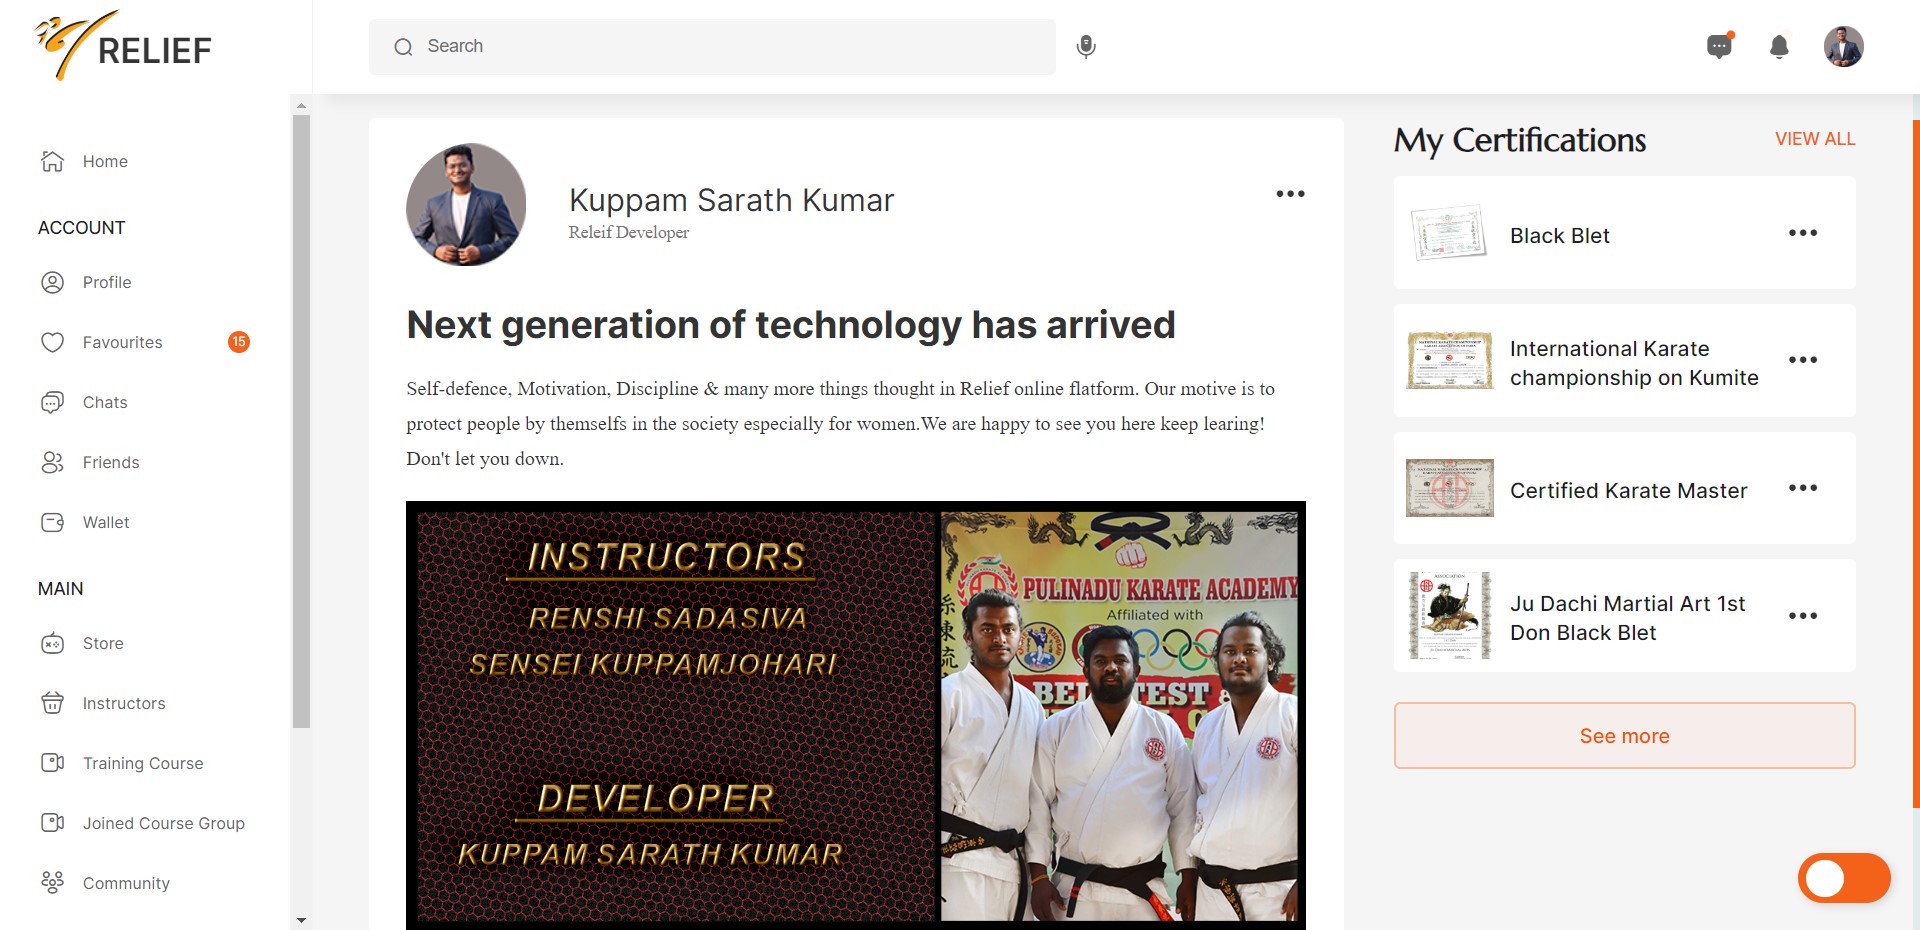 RELIEF
Search
Home
ACCOUNT
Profile
Favourites 15
Chats
Friends
Wallet
MAIN
Store
Instructors
Training Course
Joined Course Group
Community
Kuppam Sarath Kumar
Releif Developer
Next generation of technology has arrived
Self-defence, Motivation, Discipline & many more things thought in Relief online flatform. Our motive is to
protect people by themselfs in the society especially for women.We are happy to see you here keep learing!
Don't let you down.
INSTRUCTORS
RENSHI SADASIVA
SENSEI KUPPAMJOHARI
DEVELOPER
KUPPAM SARATH KUMAR
PULINADU KARATE ACADEMY
Affiliated with
My Certifications
VIEW ALL
Black Blet
International Karate
championship on Kumite
Certified Karate Master
Ju Dachi Martial Art 1st
Don Black Blet
See more